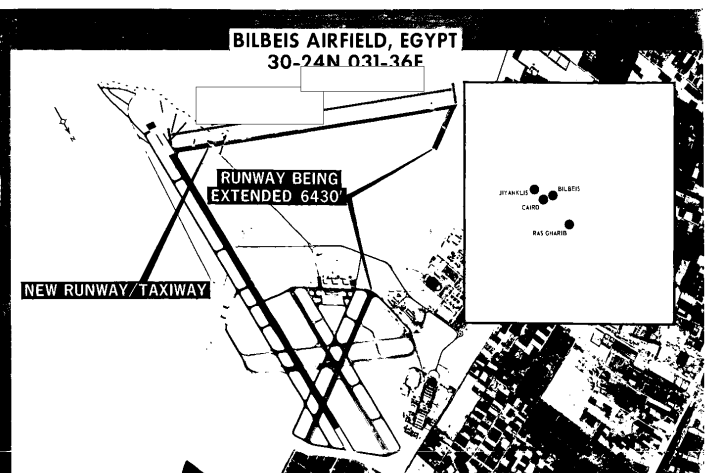 BILBEIS AIRFIELD, EGYPT
30-24N 031-36E
N
RUNWAY BEING
EXTENDED 6430'
NEW RUNWAY/TAXIWAY
JIYANKLIS
BILBEIS
CAIRO
RAS GHARIB